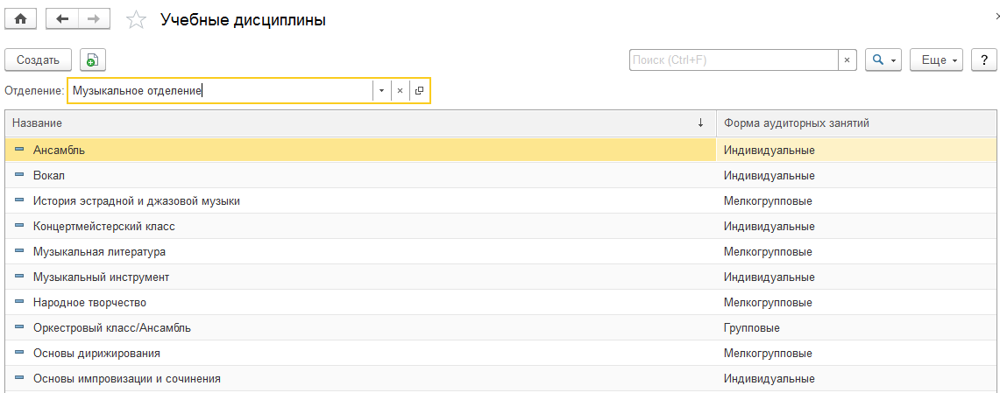 Учебные дисциплины
Создать Поиск (Ctrl+F) × Еще ?
Отделение: Музыкальное отделение ×
Название ↓ Форма аудиторных занятий
Ансамбль Индивидуальные
Вокал Индивидуальные
История эстрадной и джазовой музыки Мелкогрупповые
Концертмейстерский класс Индивидуальные
Музыкальная литература Мелкогрупповые
Музыкальный инструмент Индивидуальные
Народное творчество Мелкогрупповые
Оркестровый класс/Ансамбль Групповые
Основы дирижирования Мелкогрупповые
Основы импровизации и сочинения Индивидуальные